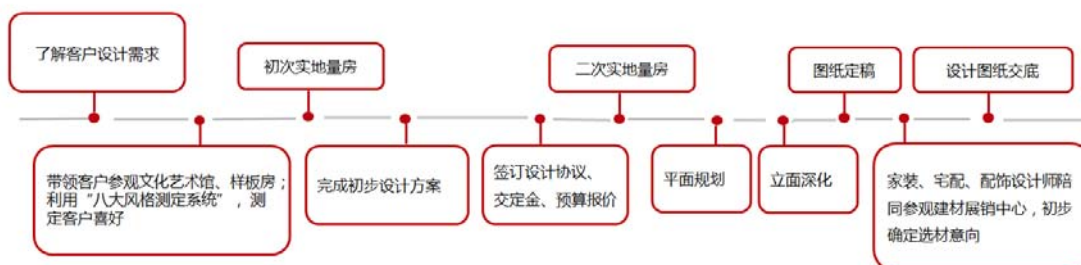 了解客户设计需求
带领客户参观文化艺术馆、样板房；
利用“八大风格测定系统”，测
定客户喜好
初次实地量房
完成初步设计方案
签订设计协议、
交定金、预算报价
二次实地量房
平面规划
立面深化
图纸定稿
家装、宅配、配饰设计师陪
同参观建材展销中心，初步
确定选材意向
设计图纸交底